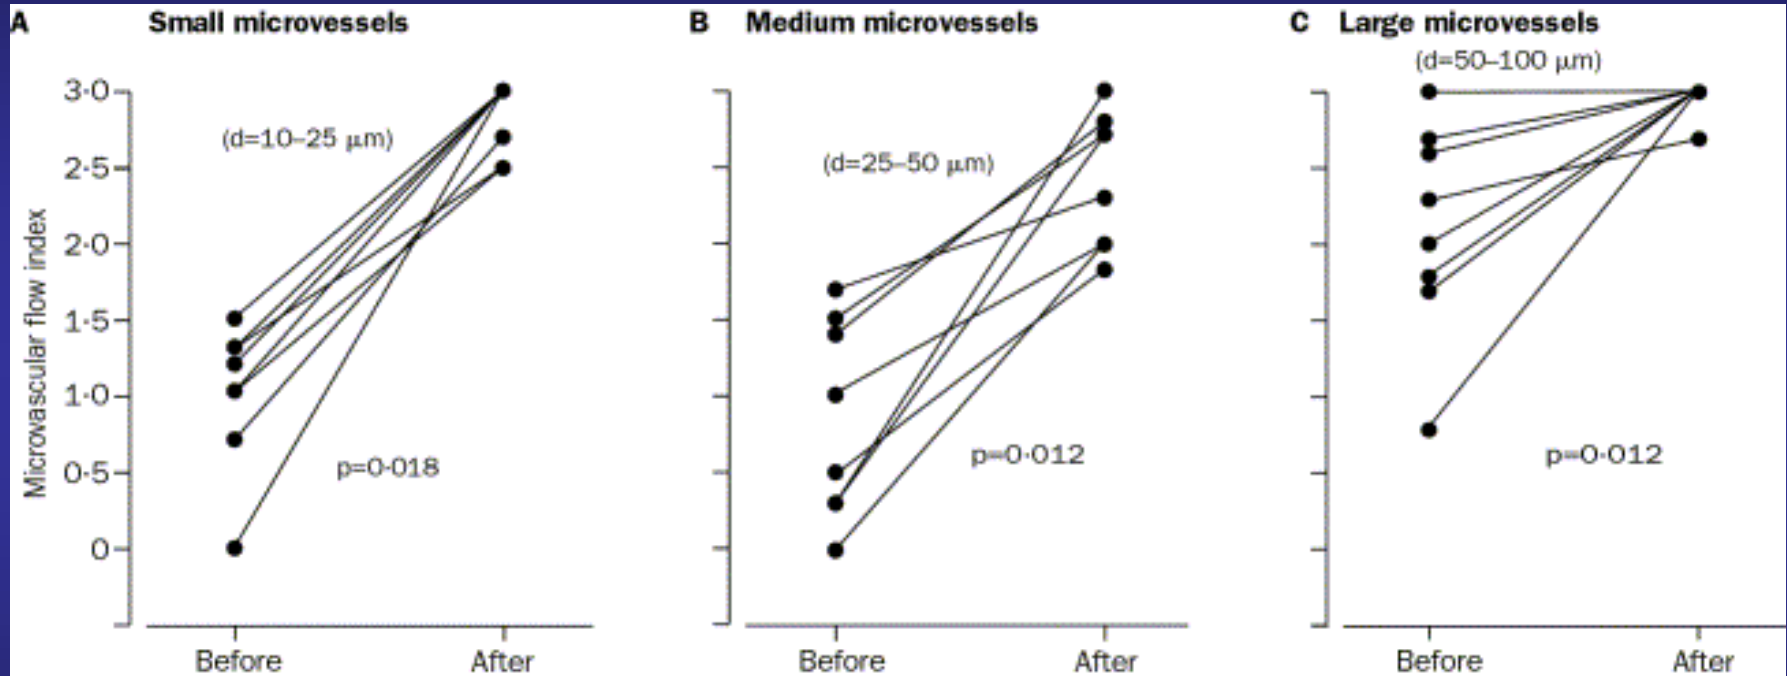 A Small microvessels
(d=10–25 μm)
Microvascular flow index
3·0
2·5
2·0
1·5
1·0
0·5
0
p=0·018
Before After
B Medium microvessels
(d=25–50 μm)
p=0·012
Before After
C Large microvessels
(d=50–100 μm)
p=0·012
Before After